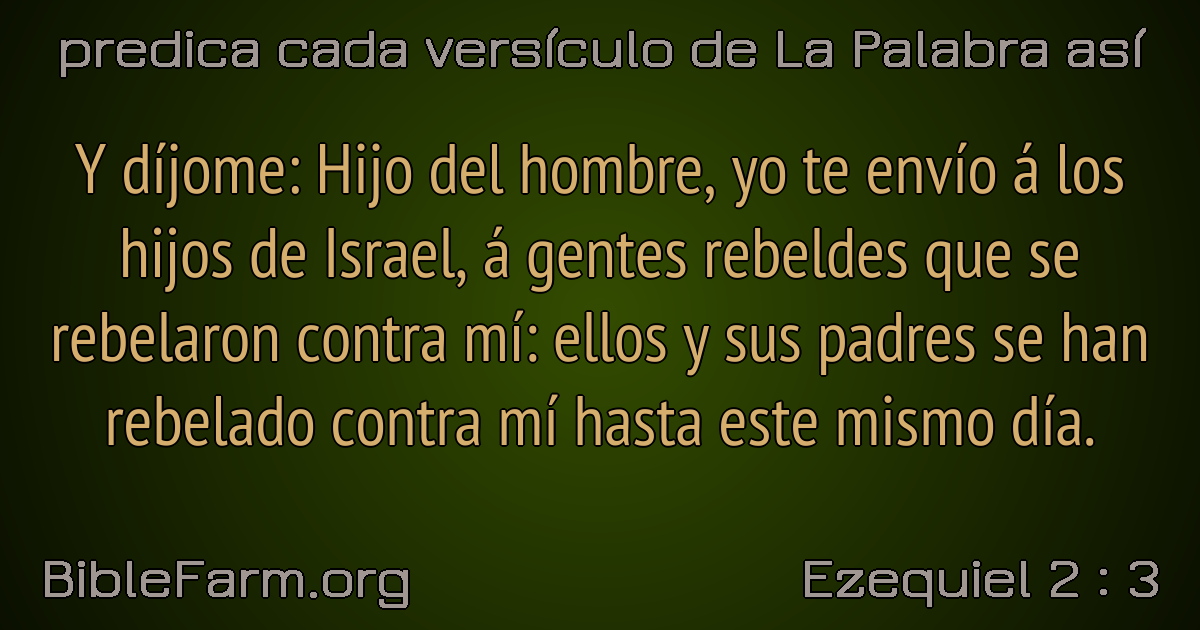 predica cada versículo de La Palabra así
Y díjome: Hijo del hombre, yo te envío á los
hijos de Israel, á gentes rebeldes que se
rebelaron contra mí: ellos y sus padres se han
rebelado contra mí hasta este mismo día.
BibleFarm.org
Ezequiel 2 : 3